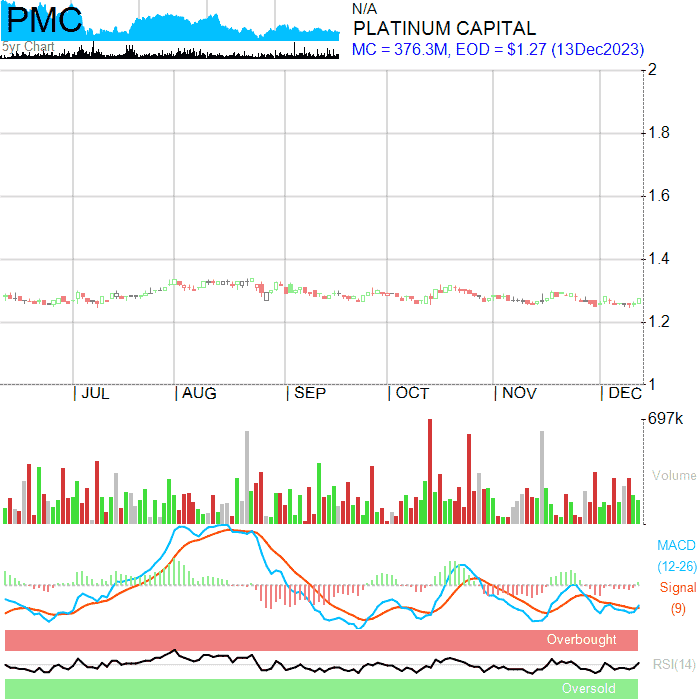 PMC
5yr Chart
N/A
PLATINUM CAPITAL
MC = 376.3M, EOD = $1.27 (13Dec2023)
2
1.8
1.6
1.4
1.2
1
JUL AUG SEP OCT NOV DEC
697k
Volume
MACD
(12-26)
Signal
(9)
Overbought
RSI(14)
Oversold